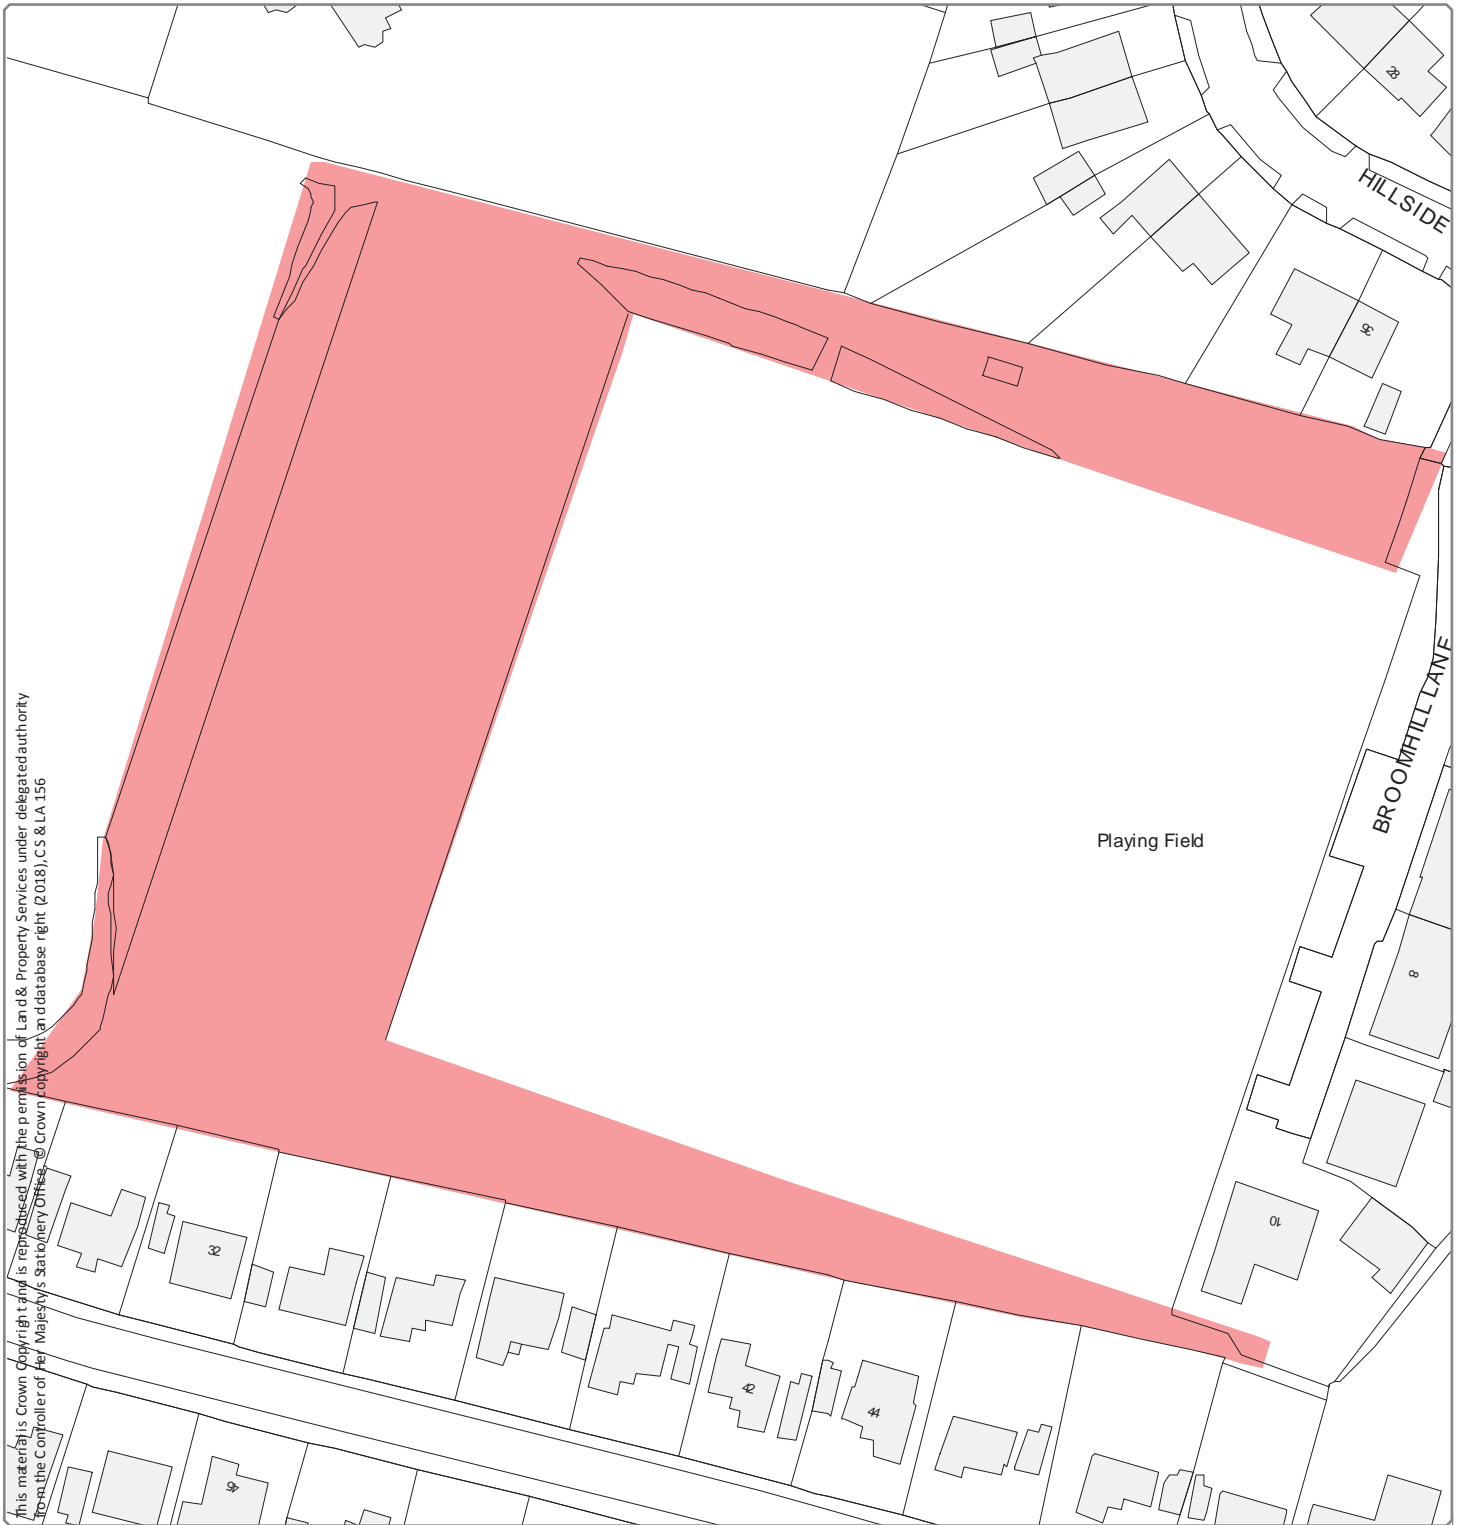 28
HILLSIDE
35
BROOMHILL LANE
Playing Field
8
10
32
42
44
45
This material is Crown Copyright and is reproduced with the permission of Land & Property Services under delegated authority
from the Controller of Her Majesty's Stationery Office, © Crown copyright and database right (2018), CS & LA 156